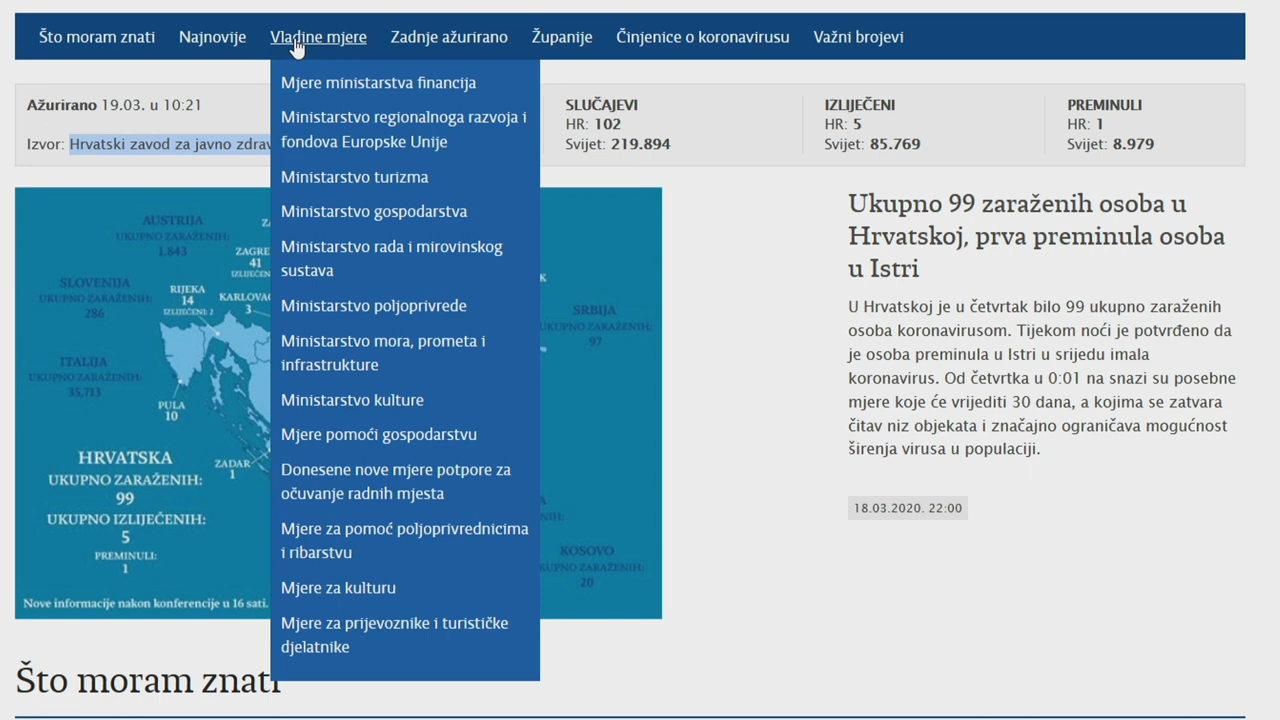 Što moram znati Najnovije Vladine mjere Zadnje ažurirano Županije Činjenice o koronavirusu Važni brojevi
Mjere ministarstva financija
Ministarstvo regionalnoga razvoja i
fondova Europske Unije
Ministarstvo turizma
Ministarstvo gospodarstva
Ministarstvo rada i mirovinskog
sustava
Ministarstvo poljoprivrede
Ministarstvo mora, prometa i
infrastrukture
Ministarstvo kulture
Mjere pomoći gospodarstvu
Donesene nove mjere potpore za
očuvanje radnih mjesta
Mjere za pomoć poljoprivrednicima
i ribarstvu
Mjere za kulturu
Mjere za prijevoznike i turističke
djelatnike
Ažurirano 19.03. u 10:21
Izvor: Hrvatski zavod za javno zdrav
SLUČAJEVI
HR: 102
Svijet: 219.894
IZLIJEČENI
HR: 5
Svijet: 85.769
PREMINULI
HR: 1
Svijet: 8.979
AUSTRIJA
UKUPNO ZARAŽENIH:
1,843
SLOVENIJA
UKUPNO ZARAŽENIH:
286
ITALIJA
UKUPNO ZARAŽENIH:
35,713
ZAGRE
41
IZLIJEČENI
RIJEKA
14
IZLIJEČENI: 2
KARLOVAC
3
PULA
10
ZADAR
1
HRVATSKA
UKUPNO ZARAŽENIH:
99
UKUPNO IZLIJEČENIH:
5
PREMINULI:
1
SRBIJA
UKUPNO ZARAŽENIH:
97
KOSOVO
UKUPNO ZARAŽENIH:
20
Nove informacije nakon konferencije u 16 sati.
Ukupno 99 zaraženih osoba u
Hrvatskoj, prva preminula osoba
u Istri
U Hrvatskoj je u četvrtak bilo 99 ukupno zaraženih
osoba koronavirusom. Tijekom noći je potvrđeno da
je osoba preminula u Istri u srijedu imala
koronavirus. Od četvrtka u 0:01 na snazi su posebne
mjere koje će vrijediti 30 dana, a kojima se zatvara
čitav niz objekata i značajno ograničava mogućnost
širenja virusa u populaciji.
18.03.2020. 22:00
Što moram znati